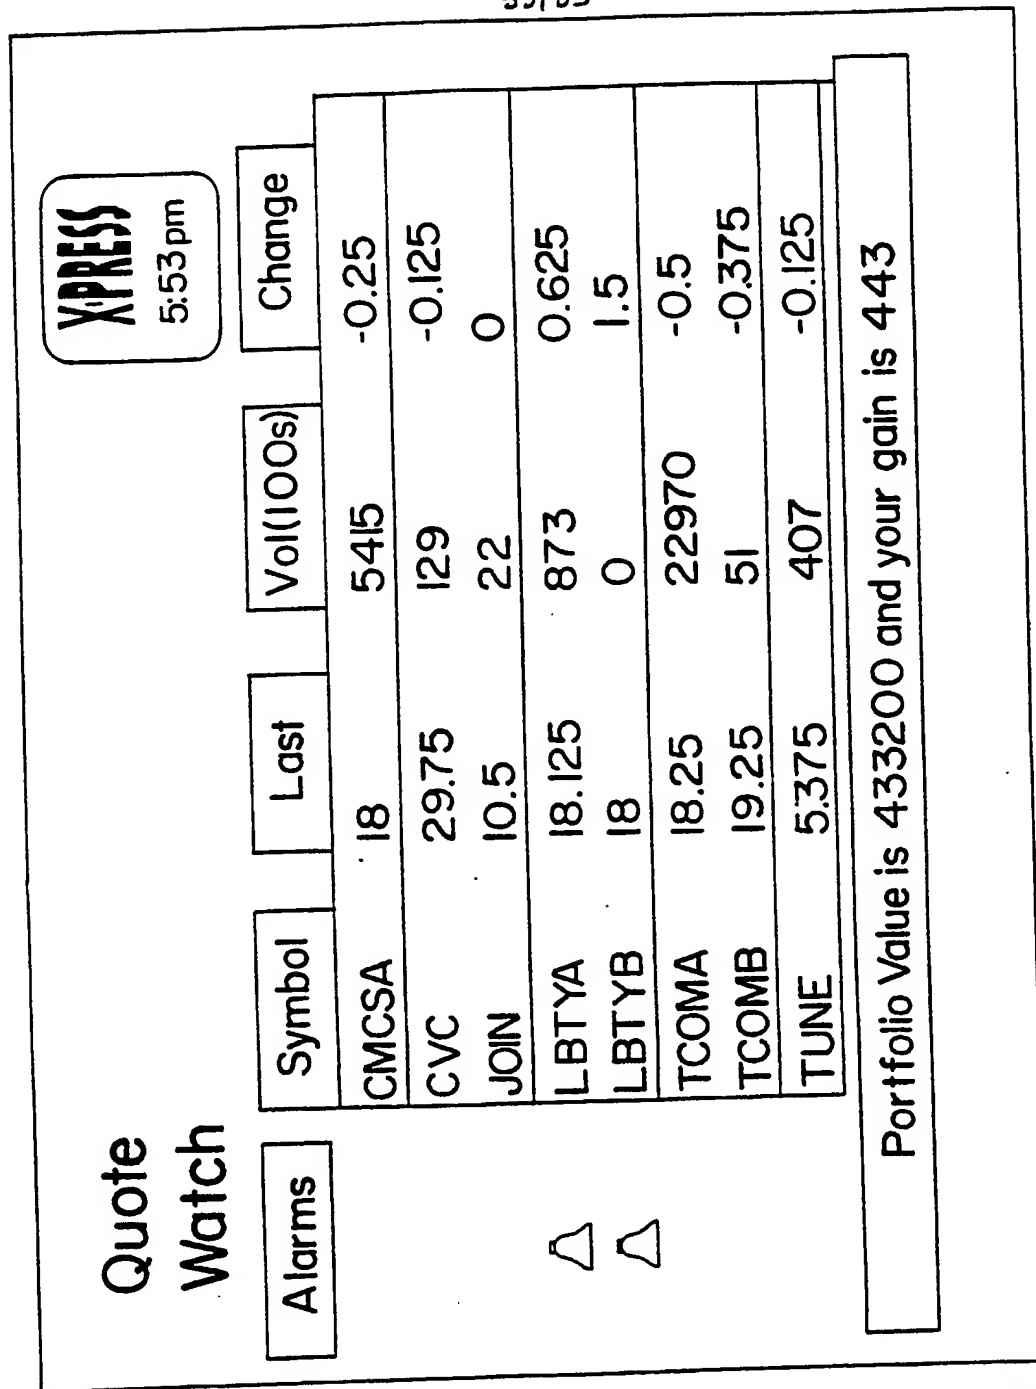 Quote
Watch
X·PRESS
5:53pm
Alarms Symbol Last Vol(100s) Change
CMCSA 18 5415 -0.25
CVC 29.75 129 -0.125
JOIN 10.5 22 0
LBTYA 18.125 873 0.625
LBTYB 18 0 1.5
TCOMA 18.25 22970 -0.5
TCOMB 19.25 51 -0.375
TUNE 5.375 407 -0.125
Portfolio Value is 433200 and your gain is 443